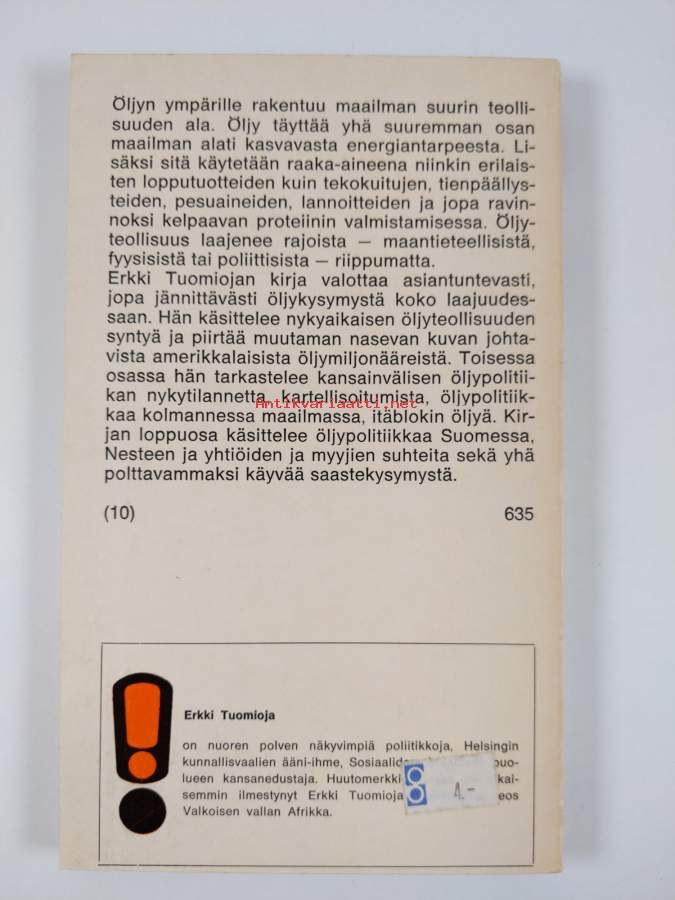 Öljyn ympärille rakentuu maailman suurin teolli-
suuden ala. Öljy täyttää yhä suuremman osan
maailman alati kasvavasta energiantarpeesta. Li-
säksi sitä käytetään raaka-aineena niinkin erilais-
ten lopputuotteiden kuin tekokuitujen, tienpäällys-
teiden, pesuaineiden, lannoitteiden ja jopa ravin-
noksi kelpaavan proteiinin valmistamisessa. Öljy-
teollisuus laajenee rajoista – maantieteellisistä,
fyysisistä tai poliittisista – riippumatta.
Erkki Tuomiojan kirja valottaa asiantuntevasti,
jopa jännittävästi öljykysymystä koko laajuudes-
saan. Hän käsittelee nykyaikaisen öljyteollisuuden
syntyä ja piirtää muutaman nasevan kuvan johta-
vista amerikkalaisista öljymiljonääreistä. Toisessa
osassa hän tarkastelee kansainvälisen öljypolitii-
kan nykytilannetta, kartellisoitumista, öljypolitiik-
Antikvariaatti.net
kaa kolmannessa maailmassa, itäblokin öljyä. Kir-
jan loppuosa käsittelee öljypolitiikkaa Suomessa,
Nesteen ja yhtiöiden ja myyjien suhteita sekä yhä
polttavammaksi käyvää saastekysymystä.
(10) 635
Erkki Tuomioja
on nuoren polven näkyvimpiä poliitikkoja, Helsingin
kunnallisvaalien ääni-ihme, puo-
lueen kansanedustaja. Huutomerkki kai-
semmin ilmestynyt Erkki Tuomioja eos
Valkoisen vallan Afrikka.
4.-